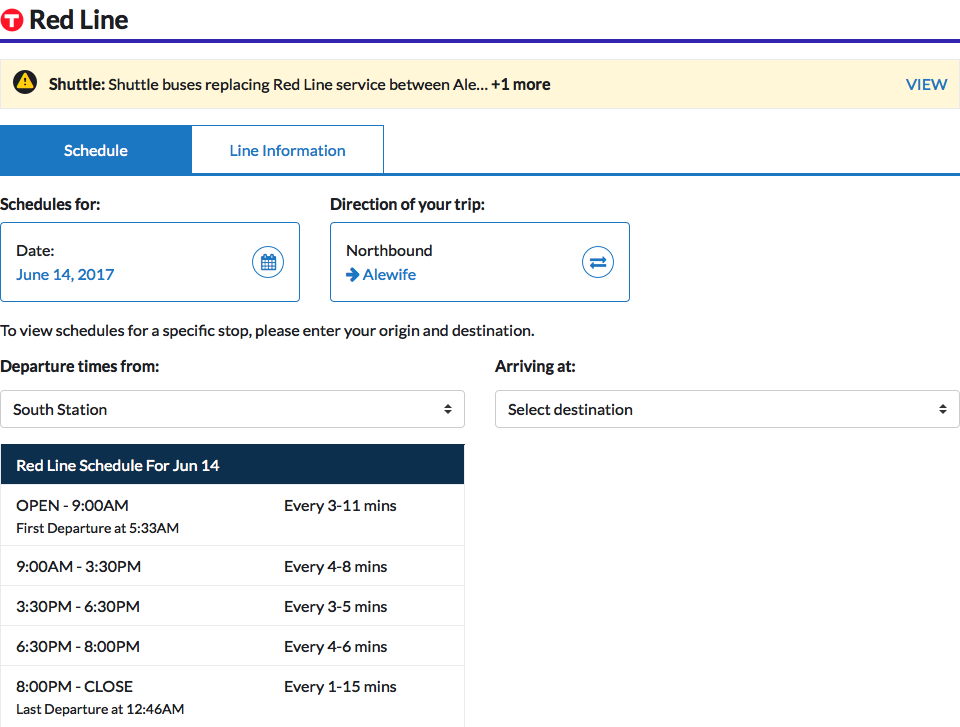 T Red Line
Shuttle: Shuttle buses replacing Red Line service between Ale... +1 more VIEW
Schedule Line Information
Schedules for: Direction of your trip:
Date: Northbound
June 14, 2017 Alewife
To view schedules for a specific stop, please enter your origin and destination.
Departure times from: Arriving at:
South Station Select destination
Red Line Schedule For Jun 14
OPEN - 9:00AM Every 3-11 mins
First Departure at 5:33AM
9:00AM - 3:30PM Every 4-8 mins
3:30PM - 6:30PM Every 3-5 mins
6:30PM - 8:00PM Every 4-6 mins
8:00PM - CLOSE Every 1-15 mins
Last Departure at 12:46AM